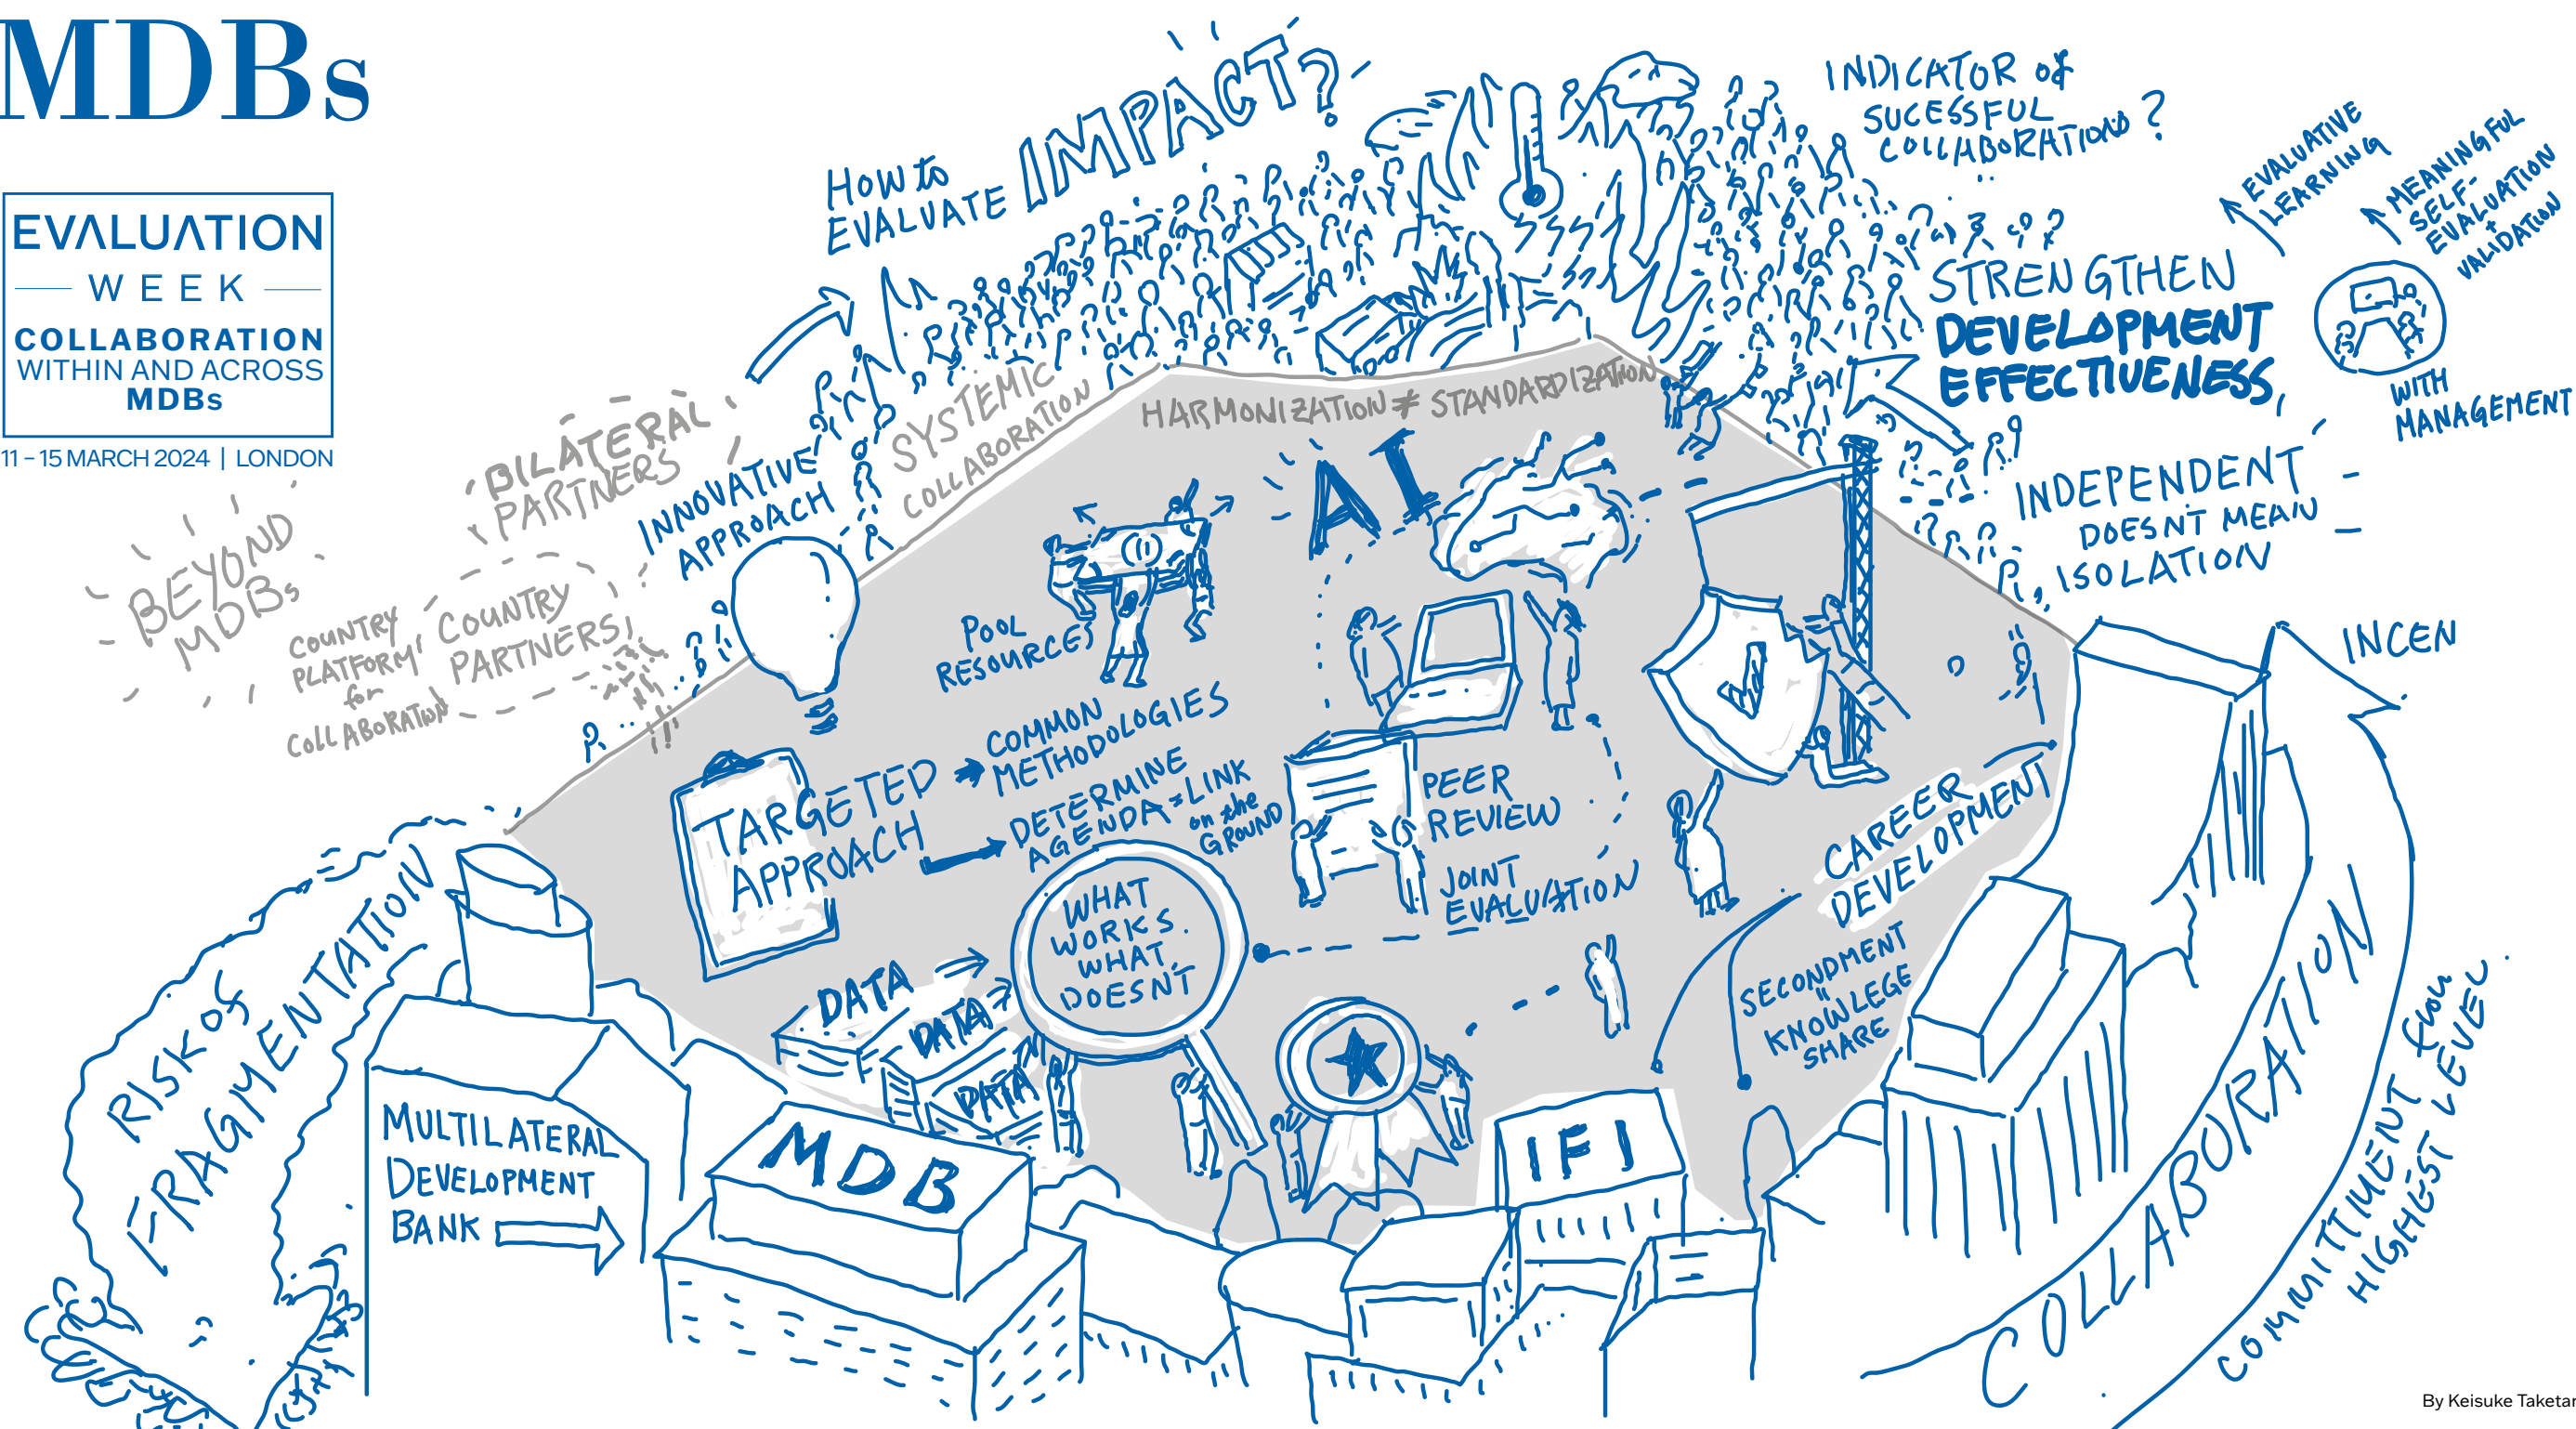 MDBs
EVALUATION
WEEK
COLLABORATION
WITHIN AND ACROSS
MDBs
11 – 15 MARCH 2024 | LONDON
HOW to
EVALUATE IMPACT?
INDICATOR of
SUCESSFUL
COLLABORATIONS?
EVALUATIVE
LEARNING
MEANINGFUL
SELF-
EVALUATION
+
VALIDATION
WITH
MANAGEMENT
STRENGTHEN
DEVELOPMENT
EFFECTIVENESS
INDEPENDENT
DOESN'T MEAN
ISOLATION
BEYOND
MDBs
BILATERAL
PARTNERS
COUNTRY
PLATFORM
for
COLLABORATION
COUNTRY
PARTNERS
INNOVATIVE
APPROACH
SYSTEMIC
COLLABORATION
HARMONIZATION ≠ STANDARDIZATION
AI
POOL
RESOURCES
TARGETED
APPROACH
COMMON
METHODOLOGIES
DETERMINE
AGENDA = LINK
on the
GROUND
PEER
REVIEW
JOINT
EVALUATION
WHAT
WORKS.
WHAT
DOESN'T
DATA
DATA
DATA
CAREER
DEVELOPMENT
SECONDMENT
"
KNOWLEGE
SHARE
INCEN
RISK OF
FRAGMENTATION
MULTILATERAL
DEVELOPMENT
BANK
MDB
IFI
COLLABORATION
COMMITMENT from
HIGHEST LEVEL
By Keisuke Taketar